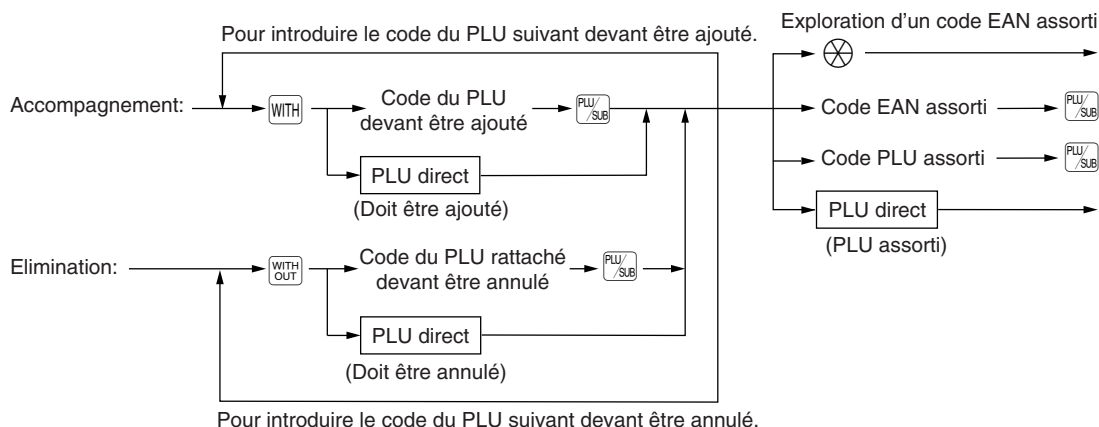 Exploration d'un code EAN assorti
Pour introduire le code du PLU suivant devant être ajouté.
Accompagnement:
WITH
Code du PLU
devant être ajouté
PLU/SUB
Code EAN assorti
PLU/SUB
Code PLU assorti
PLU/SUB
PLU direct
(Doit être ajouté)
PLU direct
(PLU assorti)
Elimination:
WITH
OUT
Code du PLU rattaché
devant être annulé
PLU/SUB
PLU direct
(Doit être annulé)
Pour introduire le code du PLU suivant devant être annulé.